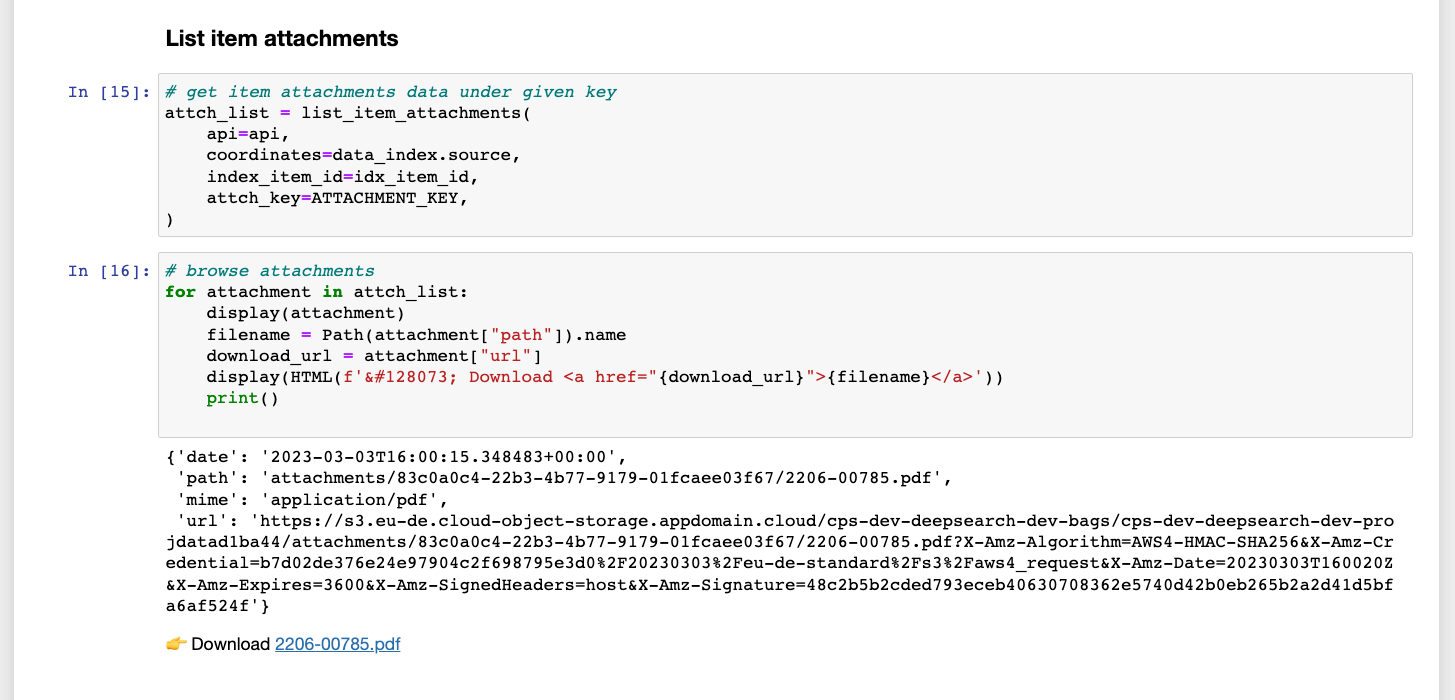 List item attachments
In [15]: # get item attachments data under given key
attch_list = list_item_attachments(
    api=api,
    coordinates=data_index.source,
    index_item_id=idx_item_id,
    attch_key=ATTACHMENT_KEY,
)
In [16]: # browse attachments
for attachment in attch_list:
    display(attachment)
    filename = Path(attachment["path"]).name
    download_url = attachment["url"]
    display(HTML(f'&#128073; Download <a href="{download_url}">{filename}</a>'))
    print()
{'date': '2023-03-03T16:00:15.348483+00:00',
 'path': 'attachments/83c0a0c4-22b3-4b77-9179-01fcaee03f67/2206-00785.pdf',
 'mime': 'application/pdf',
 'url': 'https://s3.eu-de.cloud-object-storage.appdomain.cloud/cps-dev-deepsearch-dev-bags/cps-dev-deepsearch-dev-pro
jdatad1ba44/attachments/83c0a0c4-22b3-4b77-9179-01fcaee03f67/2206-00785.pdf?X-Amz-Algorithm=AWS4-HMAC-SHA256&X-Amz-Cr
edential=b7d02de376e24e97904c2f698795e3d0%2F20230303%2Feu-de-standard%2Fs3%2Faws4_request&X-Amz-Date=20230303T160020Z
&X-Amz-Expires=3600&X-Amz-SignedHeaders=host&X-Amz-Signature=48c2b5b2cded793eceb40630708362e5740d42b0eb265b2a2d41d5bf
a6af524f'}
👉 Download 2206-00785.pdf